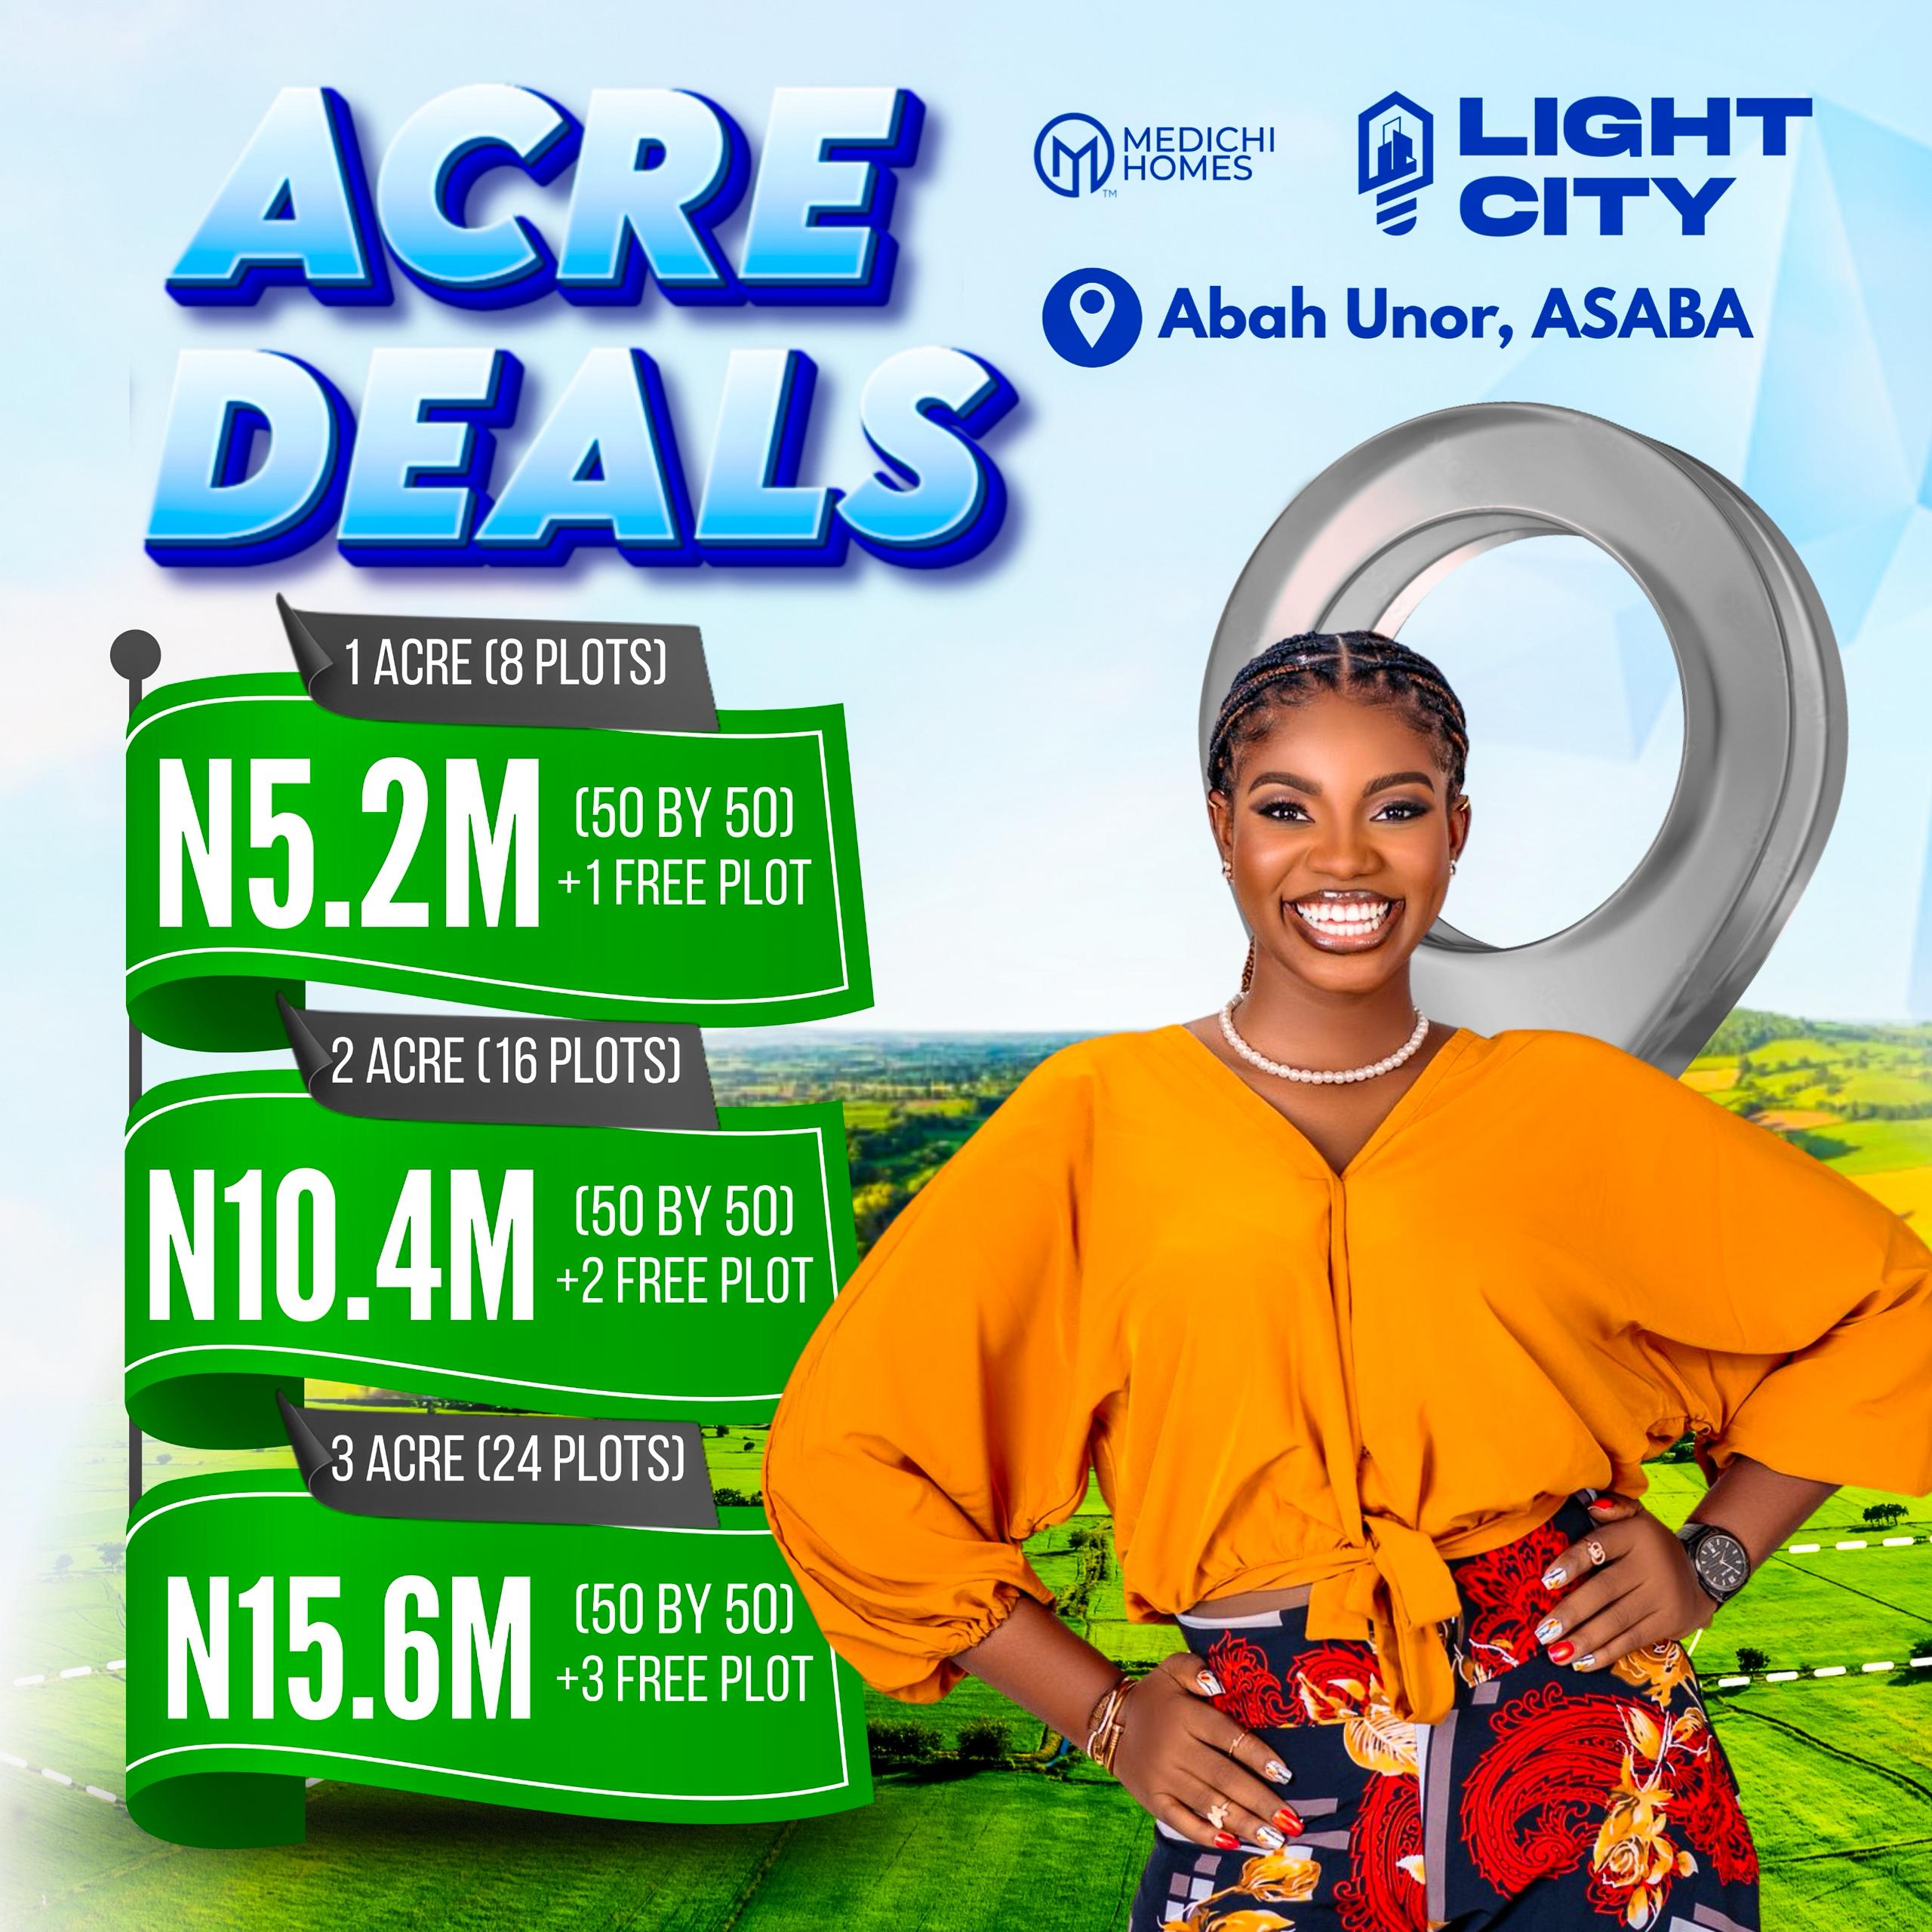 ACRE
DEALS
MEDICHI
HOMES
TM
LIGHT
CITY
Abah Unor, ASABA
1 ACRE (8 PLOTS)
N5.2M
(50 BY 50)
+1 FREE PLOT
2 ACRE (16 PLOTS)
N10.4M
(50 BY 50)
+2 FREE PLOT
3 ACRE (24 PLOTS)
N15.6M
(50 BY 50)
+3 FREE PLOT